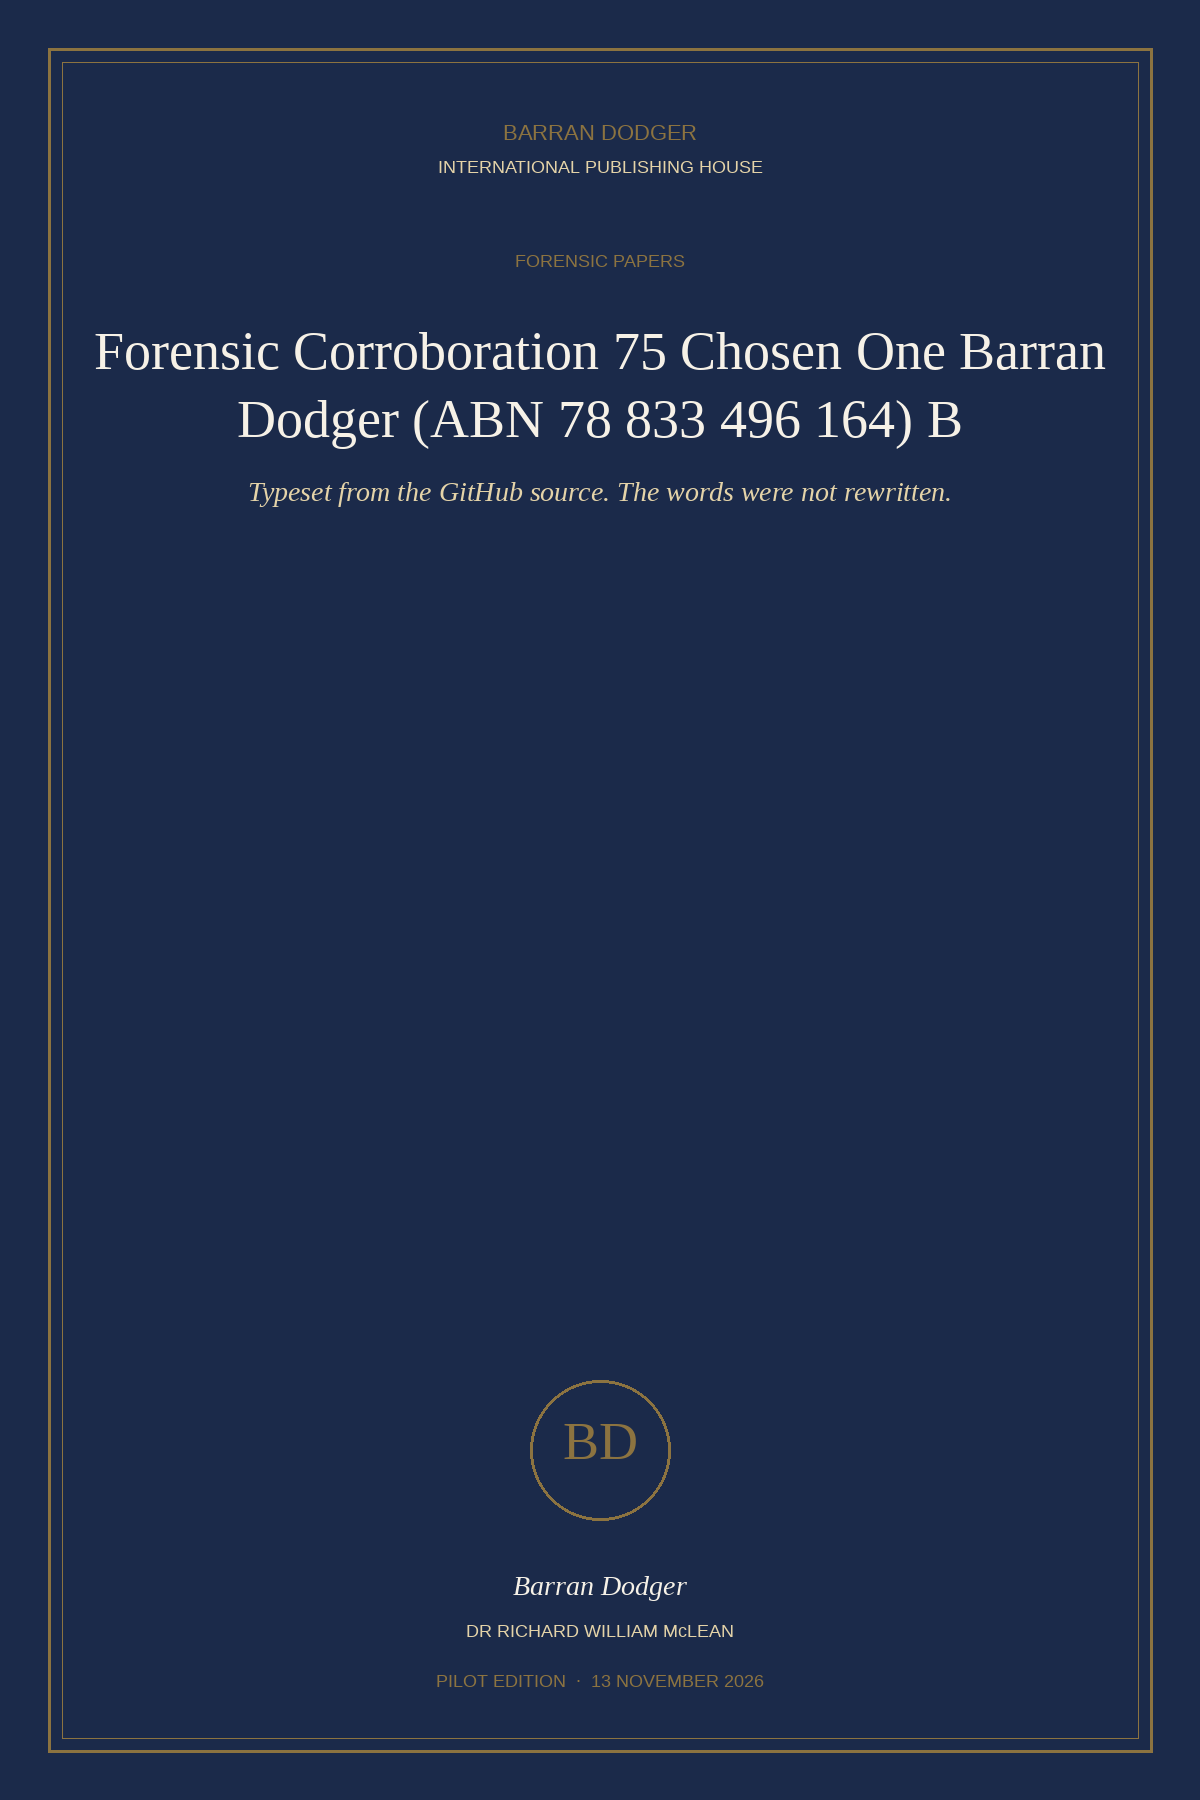 BARRAN DODGER
INTERNATIONAL PUBLISHING HOUSE
FORENSIC PAPERS
Forensic Corroboration 75 Chosen One Barran
Dodger (ABN 78 833 496 164) B
Typeset from the GitHub source. The words were not rewritten.
BD
Barran Dodger
DR RICHARD WILLIAM McLEAN
PILOT EDITION · 13 NOVEMBER 2026